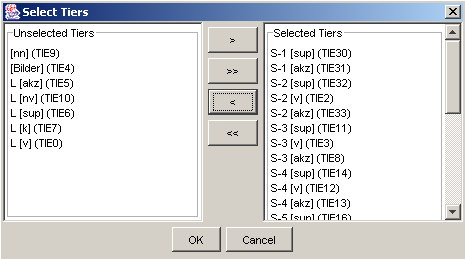 Select Tiers
Unselected Tiers
[nn] (TIE9)
[Bilder] (TIE4)
L [akz] (TIE5)
L [nv] (TIE10)
L [sup] (TIE6)
L [k] (TIE7)
L [v] (TIE0)
>
>>
<
<<
Selected Tiers
S-1 [sup] (TIE30)
S-1 [akz] (TIE31)
S-2 [sup] (TIE32)
S-2 [v] (TIE2)
S-2 [akz] (TIE33)
S-3 [sup] (TIE11)
S-3 [v] (TIE3)
S-3 [akz] (TIE8)
S-4 [sup] (TIE14)
S-4 [v] (TIE12)
S-4 [akz] (TIE13)
S-5 [sup] (TIE16)
OK
Cancel